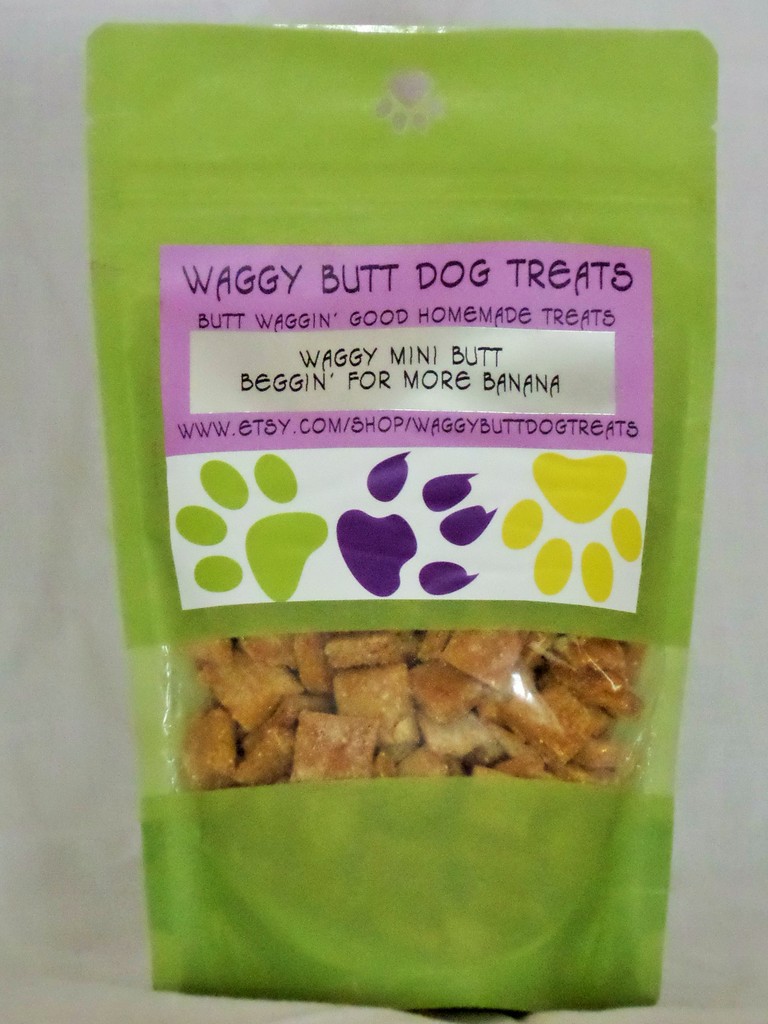 WAGGY BUTT DOG TREATS
BUTT WAGGIN' GOOD HOMEMADE TREATS
WAGGY MINI BUTT
BEGGIN' FOR MORE BANANA
WWW.ETSY.COM/SHOP/WAGGYBUTTDOGTREATS